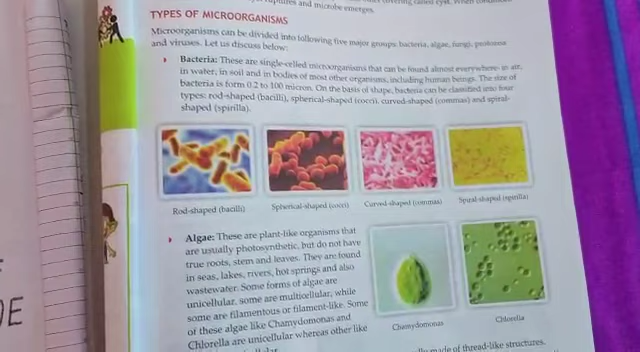 ruptures and microbe emerges.
TYPES OF MICROORGANISMS
Microorganisms can be divided into following five major groups: bacteria, algae, fungi, protozoa
and viruses. Let us discuss below:
Bacteria: These are single-celled microorganisms that can be found almost everywhere- in air,
in water, in soil and in bodies of most other organisms, including human beings. The size of
bacteria is form 0.2 to 100 micron. On the basis of shape, bacteria can be classified into four
types: rod-shaped (bacilli), spherical-shaped (cocci), curved-shaped (commas) and spiral-
shaped (spirilla).
Rod-shaped (bacilli)
Spherical-shaped (cocci)
Curved-shaped (commas)
Spiral-shaped (spirilla)
Algae: These are plant-like organisms that
are usually photosynthetic, but do not have
true roots, stem and leaves. They are found
in seas, lakes, rivers, hot springs and also
wastewater. Some forms of algae are
unicellular, some are multicellular, while
some are filamentous or filament-like. Some
of these algae like Chamydomonas and
Chlorella are unicellular whereas other like
Chamydomonas
Chlorella
made of thread-like structures.
DE